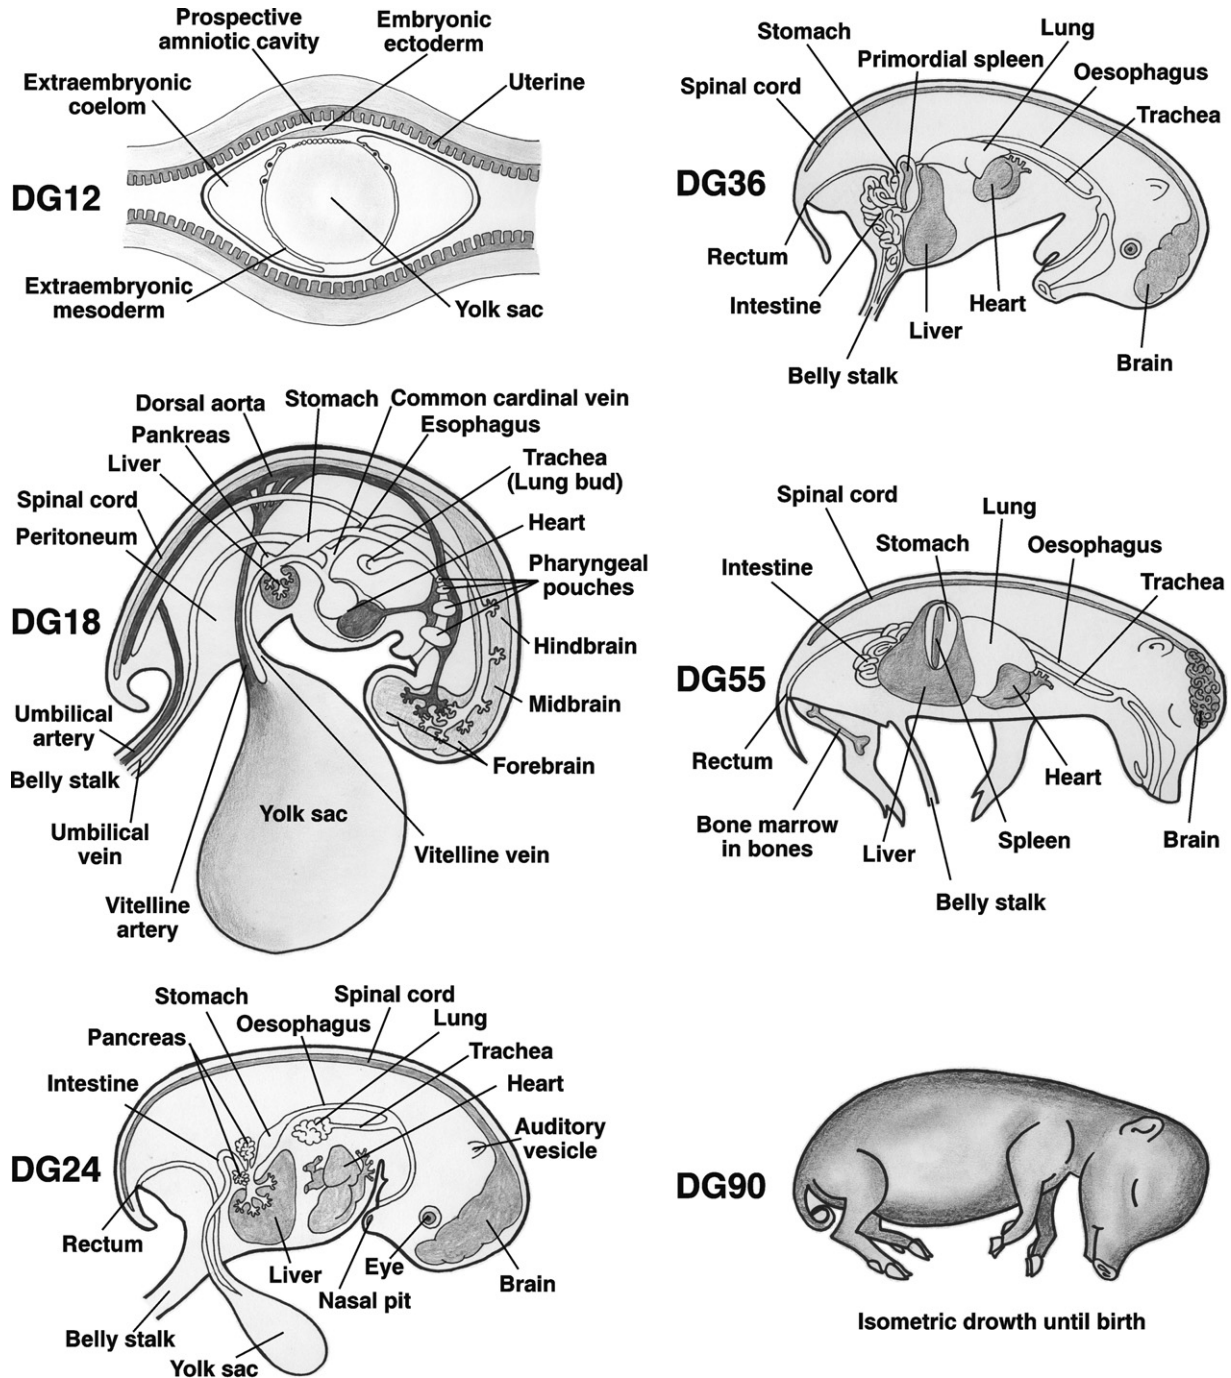 Prospective
amniotic cavity
Embryonic
ectoderm
Extraembryonic
coelom
Uterine
DG12
Extraembryonic
mesoderm
Yolk sac
Stomach
Lung
Primordial spleen
Oesophagus
Spinal cord
Trachea
DG36
Rectum
Intestine
Heart
Liver
Brain
Belly stalk
Dorsal aorta
Stomach
Common cardinal vein
Pankreas
Esophagus
Liver
Trachea
(Lung bud)
Spinal cord
Heart
Peritoneum
Pharyngeal
pouches
DG18
Hindbrain
Midbrain
Umbilical
artery
Forebrain
Belly stalk
Yolk sac
Umbilical
vein
Vitelline vein
Vitelline
artery
Spinal cord
Lung
Stomach
Oesophagus
Intestine
Trachea
DG55
Rectum
Heart
Bone marrow
in bones
Liver
Spleen
Brain
Belly stalk
Stomach
Spinal cord
Oesophagus
Lung
Pancreas
Trachea
Intestine
Heart
Auditory
vesicle
DG24
Rectum
Liver
Eye
Nasal pit
Brain
Belly stalk
Yolk sac
DG90
Isometric drowth until birth